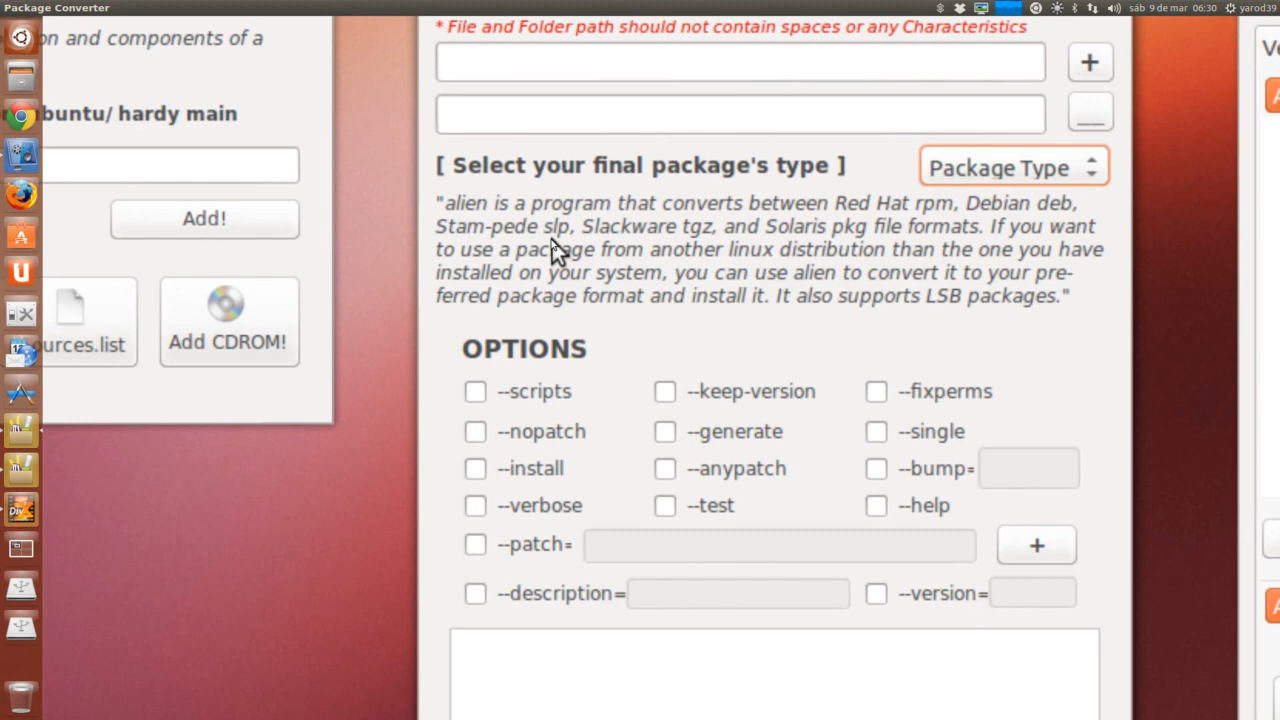 Package Converter
sáb 9 de mar 06:30
yarod39
on and components of a
buntu/ hardy main
Add!
ources.list
Add CDROM!
* File and Folder path should not contain spaces or any Characteristics
+
__
[ Select your final package's type ]
Package Type
"alien is a program that converts between Red Hat rpm, Debian deb,
Stam-pede slp, Slackware tgz, and Solaris pkg file formats. If you want
to use a package from another linux distribution than the one you have
installed on your system, you can use alien to convert it to your pre-
ferred package format and install it. It also supports LSB packages."
OPTIONS
--scripts --keep-version --fixperms
--nopatch --generate --single
--install --anypatch --bump=
--verbose --test --help
--patch= +
--description= --version=